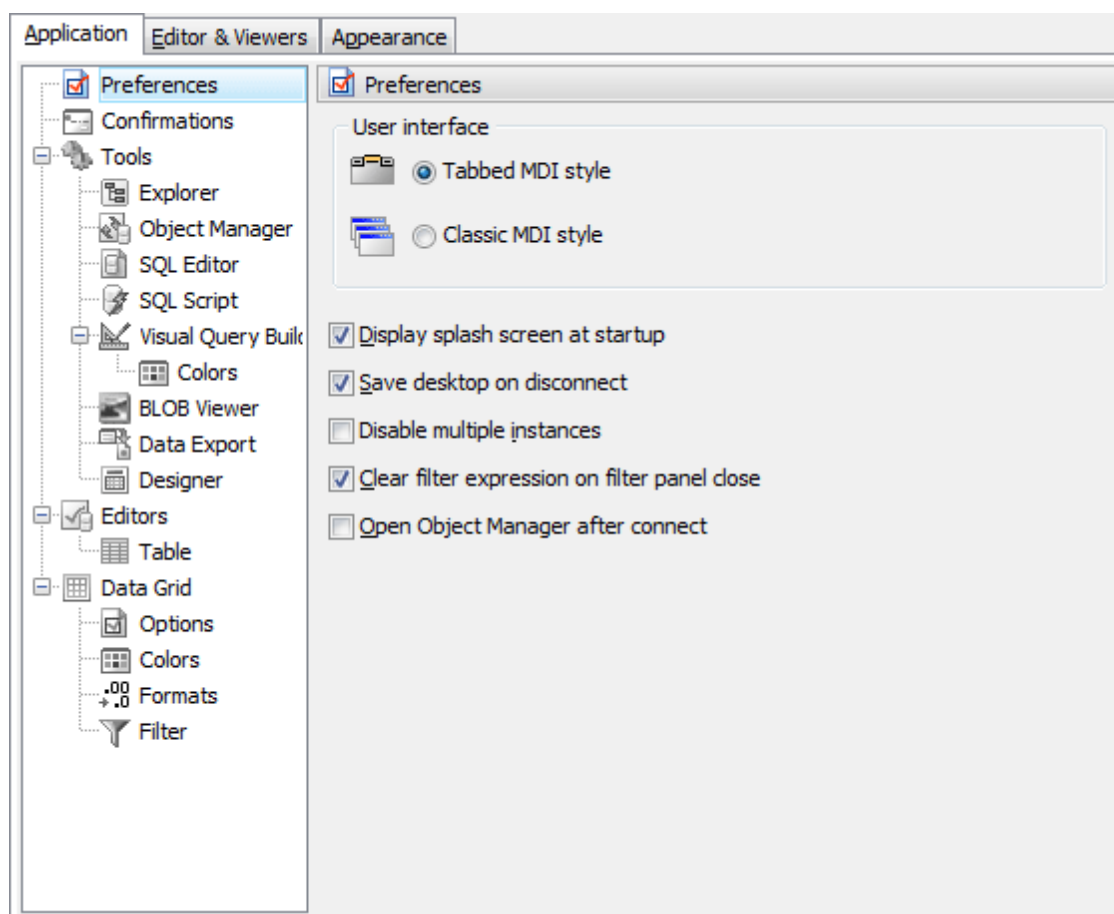 Application Editor & Viewers Appearance
Preferences
Confirmations
Tools
Explorer
Object Manager
SQL Editor
SQL Script
Visual Query Builc
Colors
BLOB Viewer
Data Export
Designer
Editors
Table
Data Grid
Options
Colors
.00 .0 Formats
Filter
Preferences
User interface
Tabbed MDI style
Classic MDI style
Display splash screen at startup
Save desktop on disconnect
Disable multiple instances
Clear filter expression on filter panel close
Open Object Manager after connect